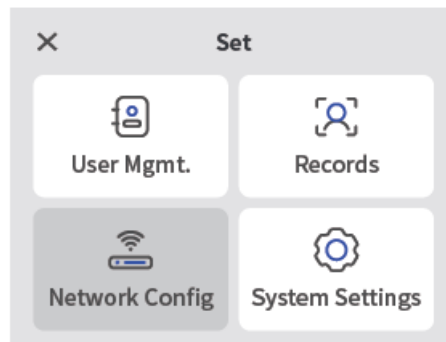 Set
User Mgmt.
Records
Network Config
System Settings